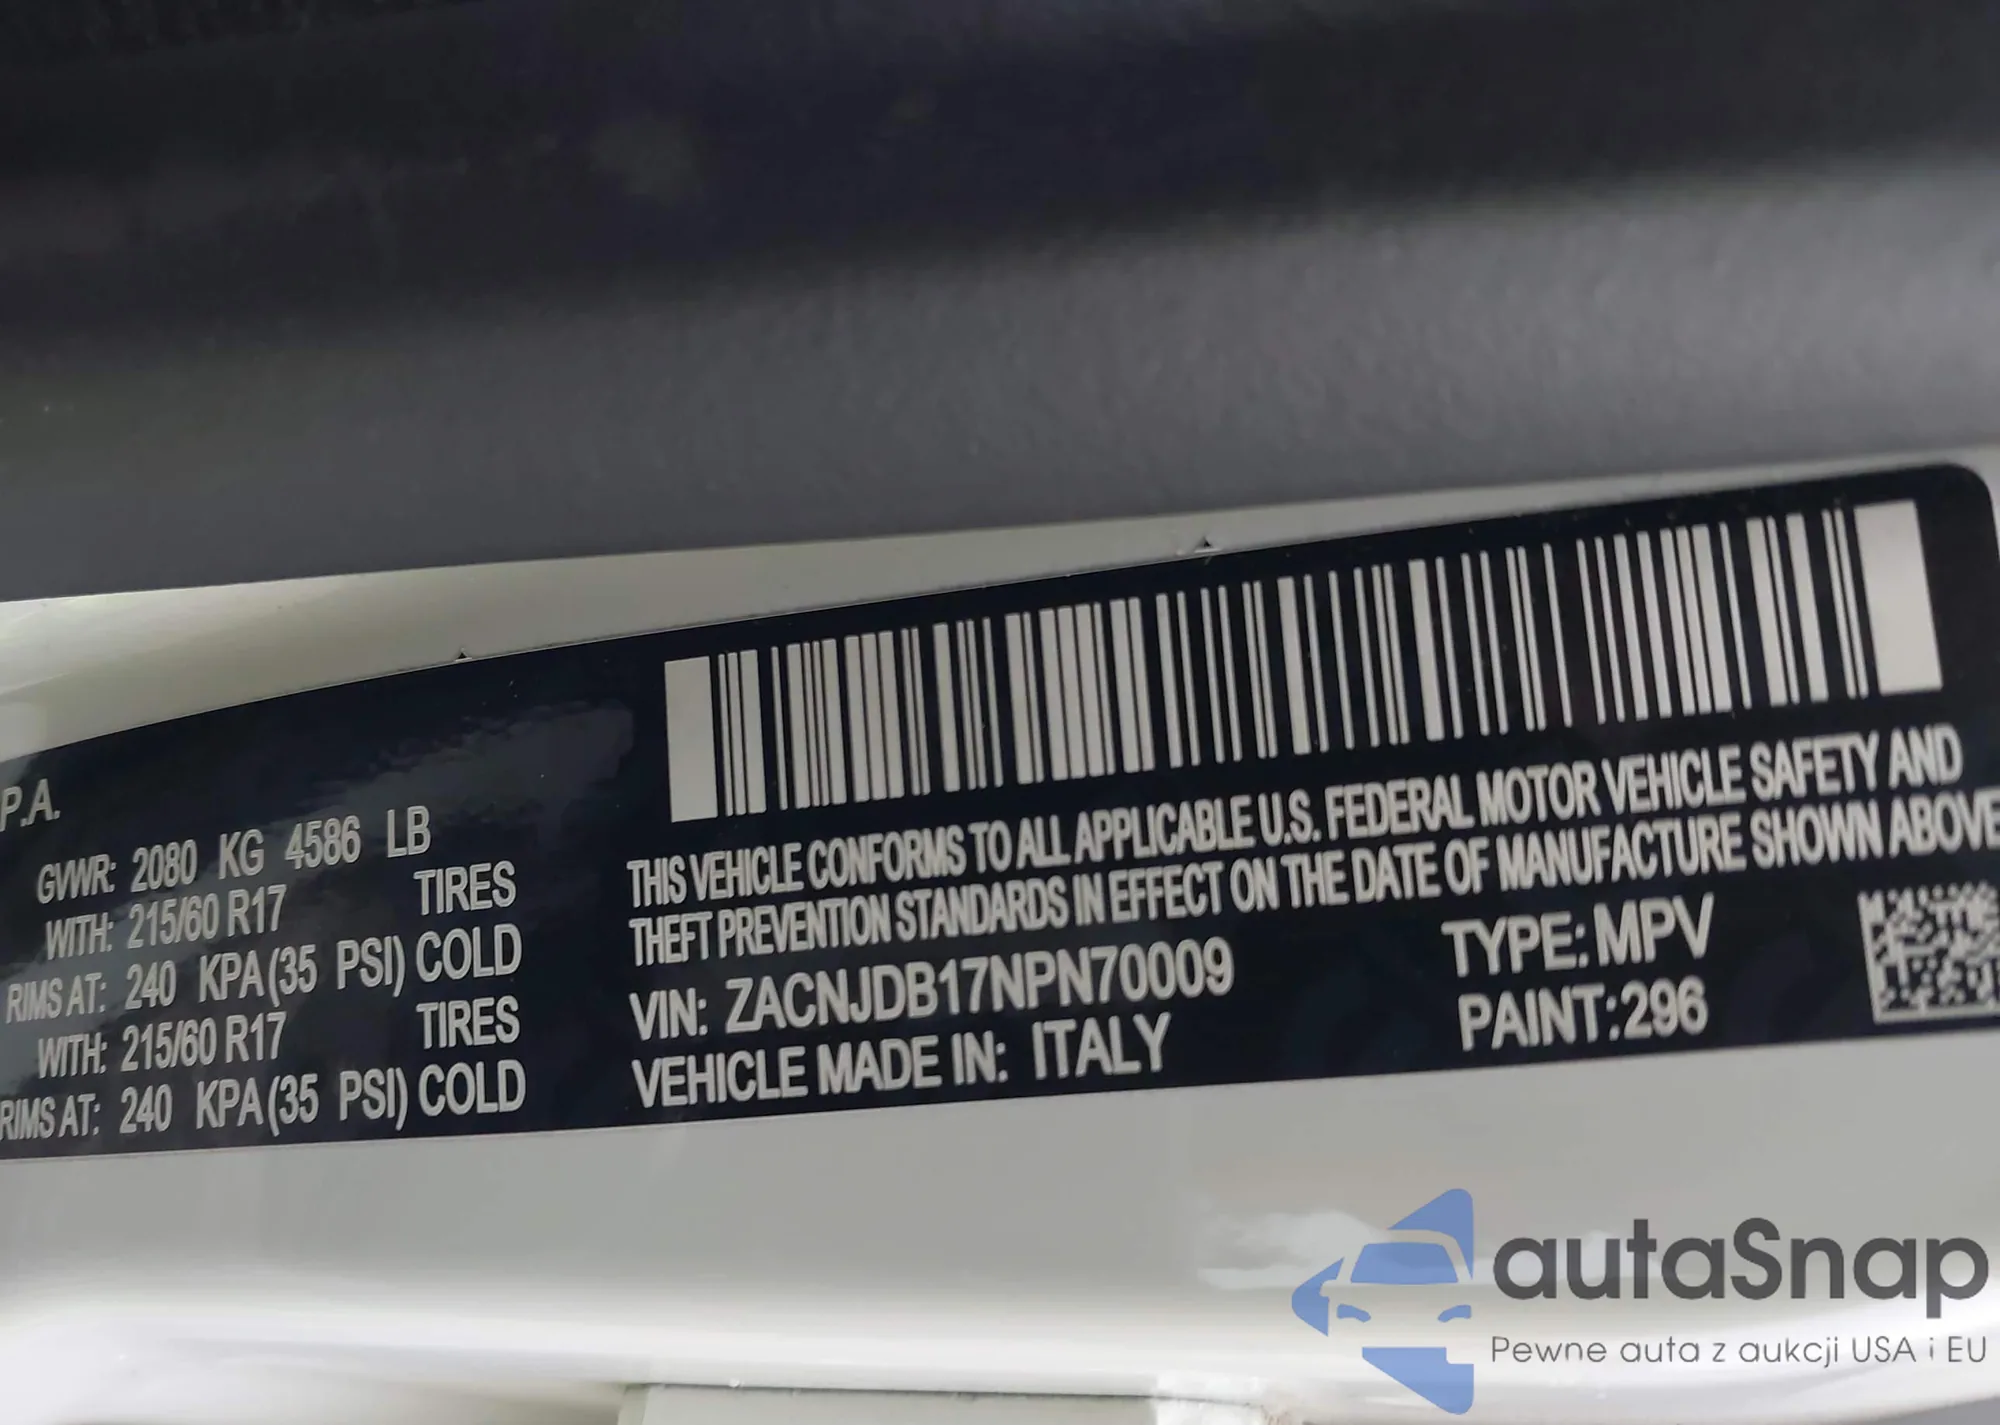 P.A.
GVWR: 2080 KG 4586 LB
WITH: 215/60 R17 TIRES
RIMS AT: 240 KPA (35 PSI) COLD
WITH: 215/60 R17 TIRES
RIMS AT: 240 KPA (35 PSI) COLD
THIS VEHICLE CONFORMS TO ALL APPLICABLE U.S. FEDERAL MOTOR VEHICLE SAFETY AND
THEFT PREVENTION STANDARDS IN EFFECT ON THE DATE OF MANUFACTURE SHOWN ABOVE
VIN: ZACNJDB17NPN70009 TYPE: MPV
VEHICLE MADE IN: ITALY PAINT:296
autaSnap
Pewne auta z aukcji USA i EU